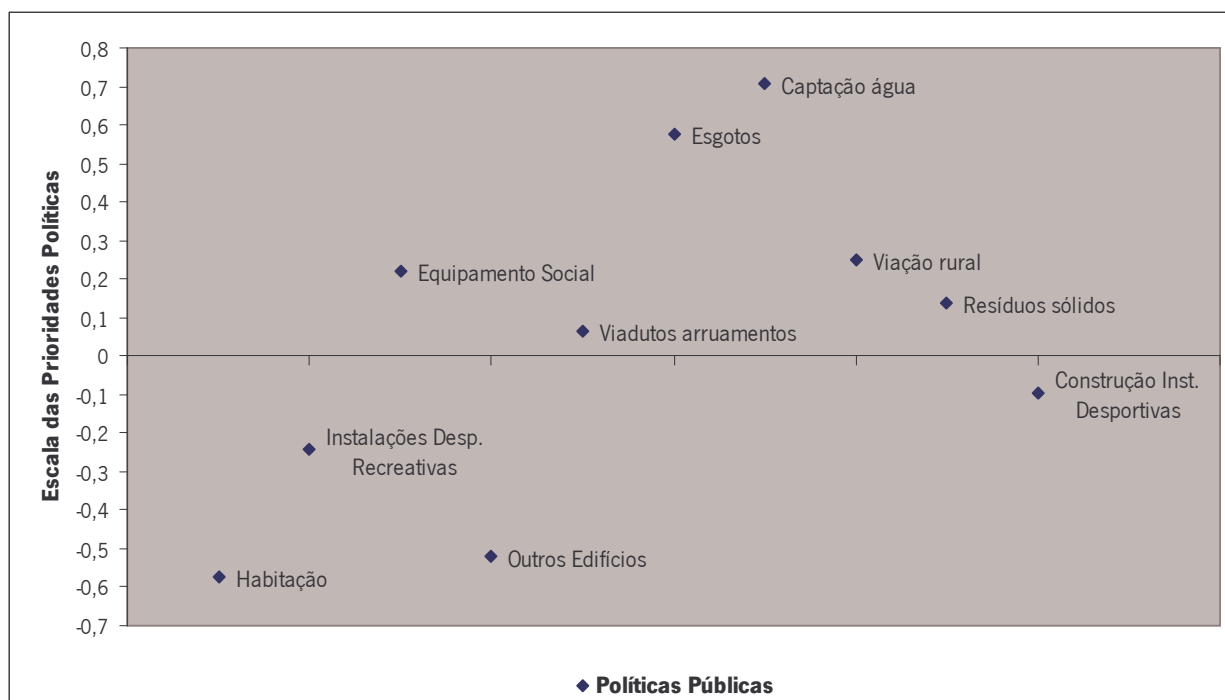 Escala das Prioridades Políticas
0,8
0,7
0,6
0,5
0,4
0,3
0,2
0,1
0
-0,1
-0,2
-0,3
-0,4
-0,5
-0,6
-0,7
Captação água
Esgotos
Equipamento Social
Viação rural
Resíduos sólidos
Viadutos arruamentos
Construção Inst.
Desportivas
Instalações Desp.
Recreativas
Outros Edifícios
Habitação
Políticas Públicas